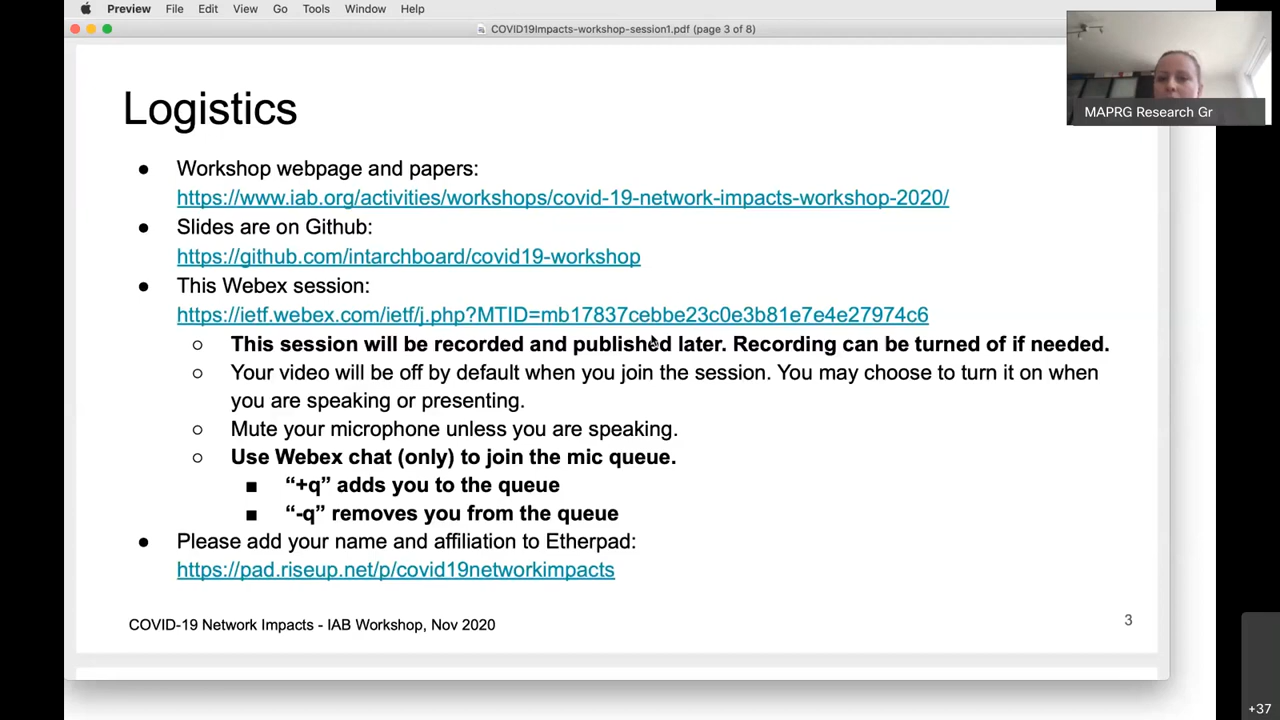 Preview File Edit View Go Tools Window Help
COVID19Impacts-workshop-session1.pdf (page 3 of 8)
MAPRG Research Gr
Logistics
● Workshop webpage and papers:
https://www.iab.org/activities/workshops/covid-19-network-impacts-workshop-2020/
● Slides are on Github:
https://github.com/intarchboard/covid19-workshop
● This Webex session:
https://ietf.webex.com/ietf/j.php?MTID=mb17837cebbe23c0e3b81e7e4e27974c6
○ This session will be recorded and published later. Recording can be turned of if needed.
○ Your video will be off by default when you join the session. You may choose to turn it on when
you are speaking or presenting.
○ Mute your microphone unless you are speaking.
○ Use Webex chat (only) to join the mic queue.
■ “+q” adds you to the queue
■ “-q” removes you from the queue
● Please add your name and affiliation to Etherpad:
https://pad.riseup.net/p/covid19networkimpacts
COVID-19 Network Impacts - IAB Workshop, Nov 2020
3
+37